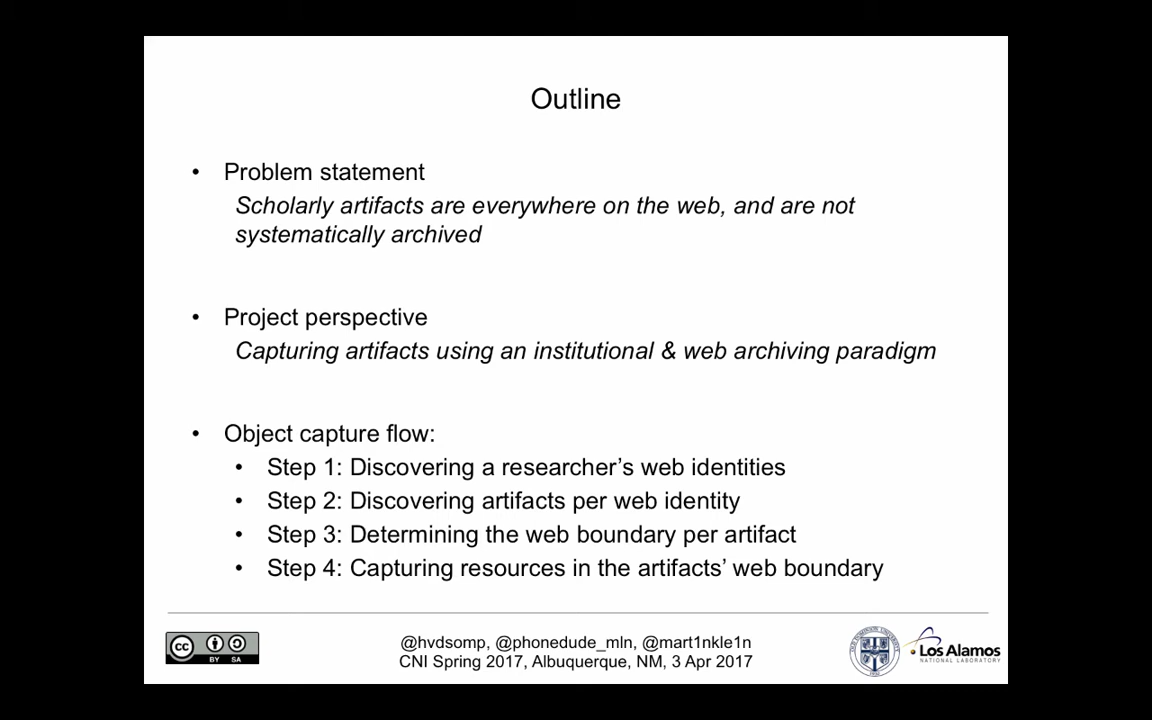 Outline
• Problem statement
Scholarly artifacts are everywhere on the web, and are not
systematically archived
• Project perspective
Capturing artifacts using an institutional & web archiving paradigm
• Object capture flow:
• Step 1: Discovering a researcher’s web identities
• Step 2: Discovering artifacts per web identity
• Step 3: Determining the web boundary per artifact
• Step 4: Capturing resources in the artifacts’ web boundary
cc
BY SA
@hvdsomp, @phonedude_mln, @mart1nkle1n
CNI Spring 2017, Albuquerque, NM, 3 Apr 2017
Los Alamos
NATIONAL LABORATORY